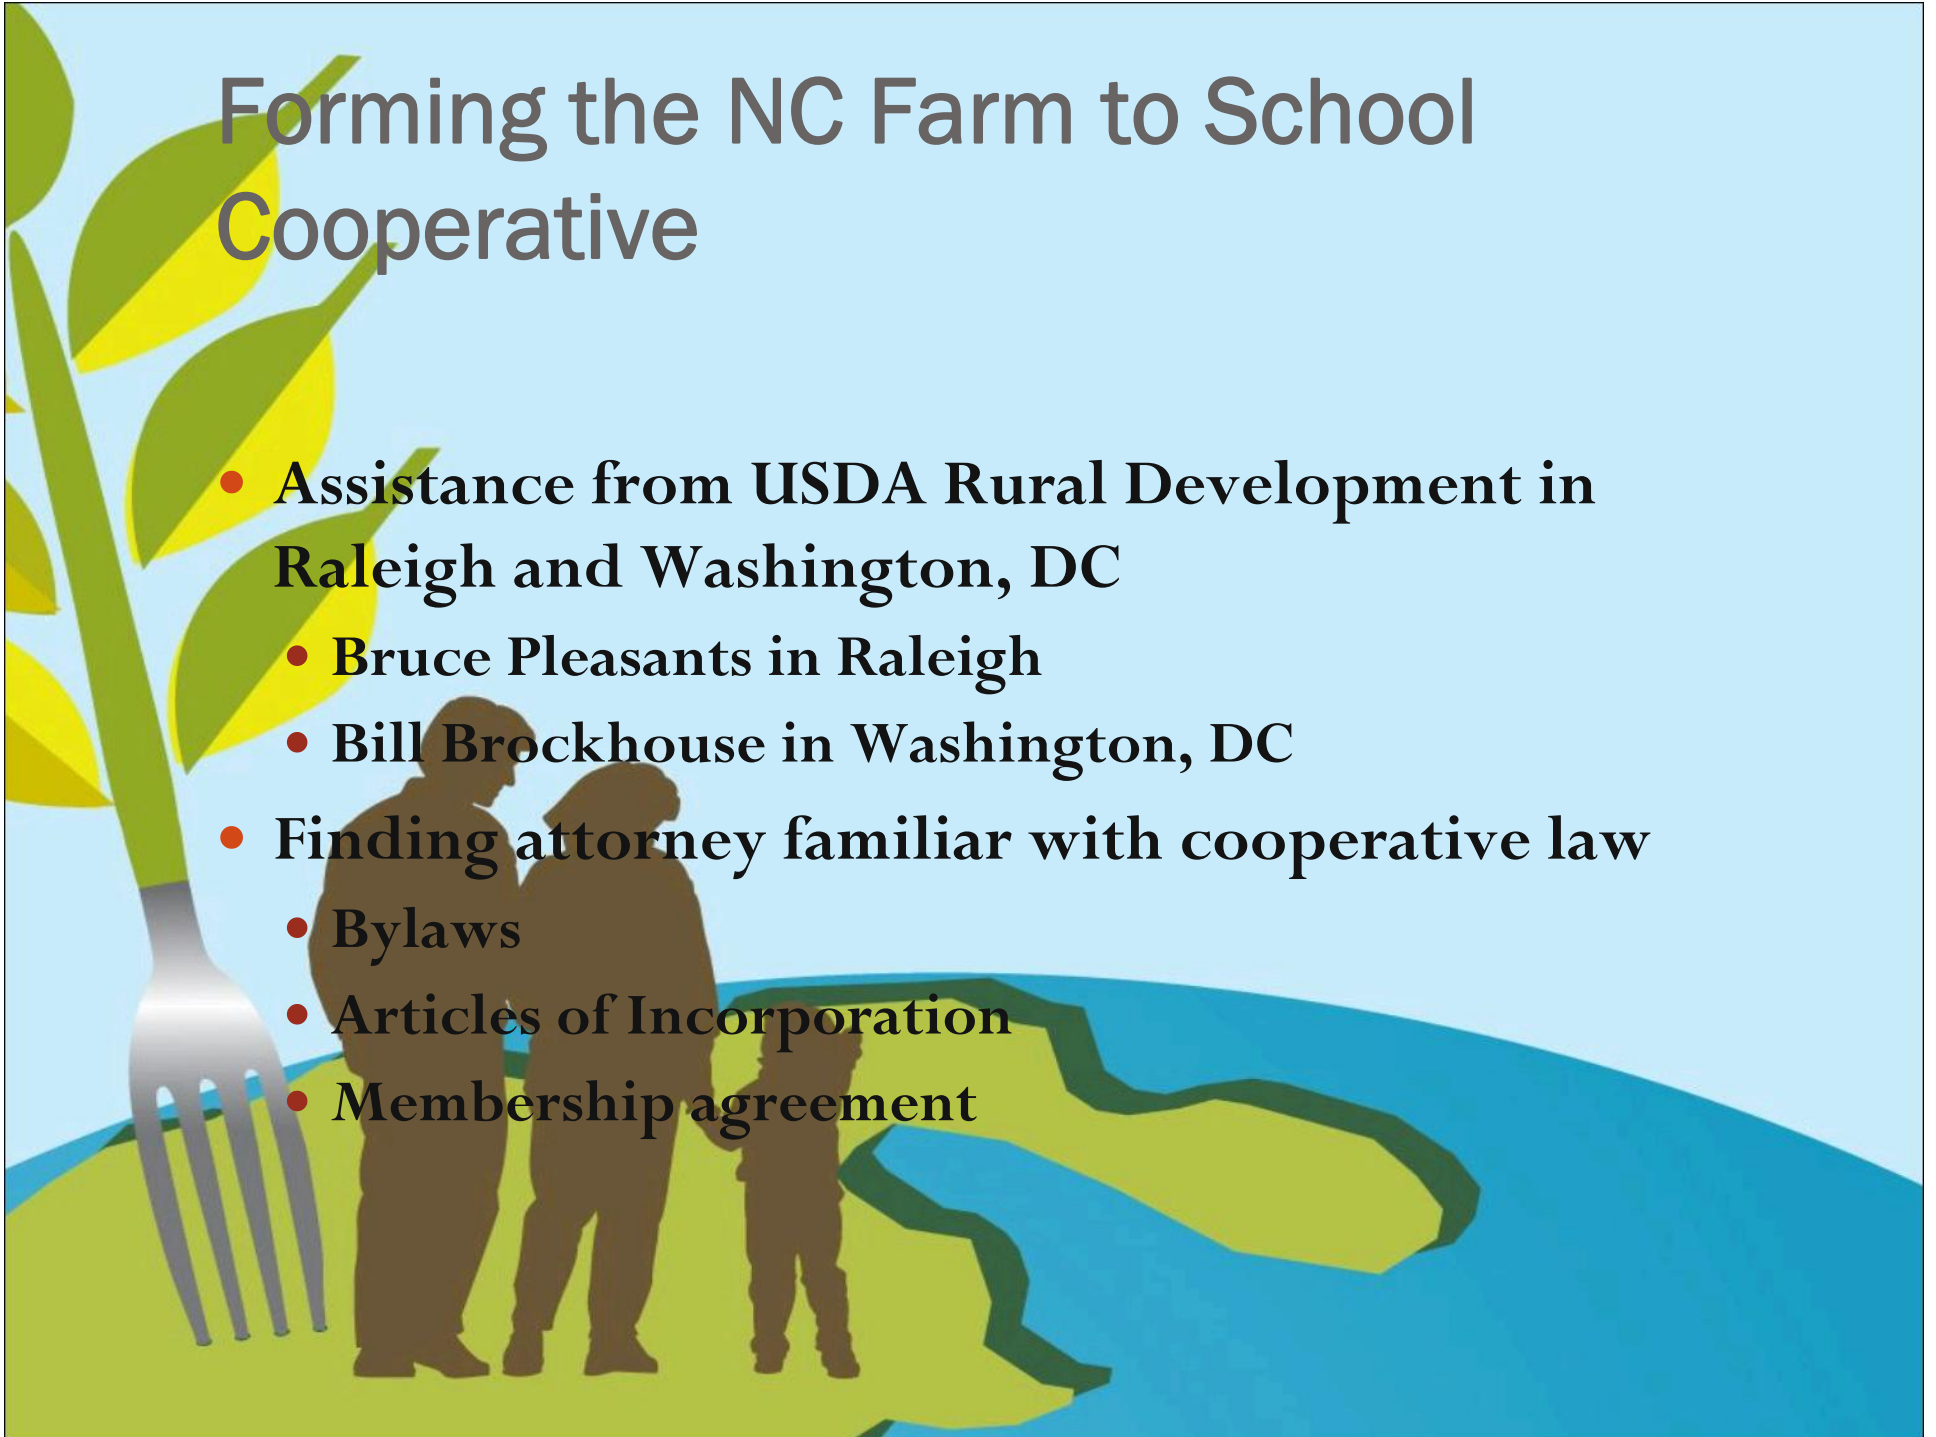 Forming the NC Farm to School
Cooperative
• Assistance from USDA Rural Development in
Raleigh and Washington, DC
• Bruce Pleasants in Raleigh
• Bill Brockhouse in Washington, DC
• Finding attorney familiar with cooperative law
• Bylaws
• Articles of Incorporation
• Membership agreement